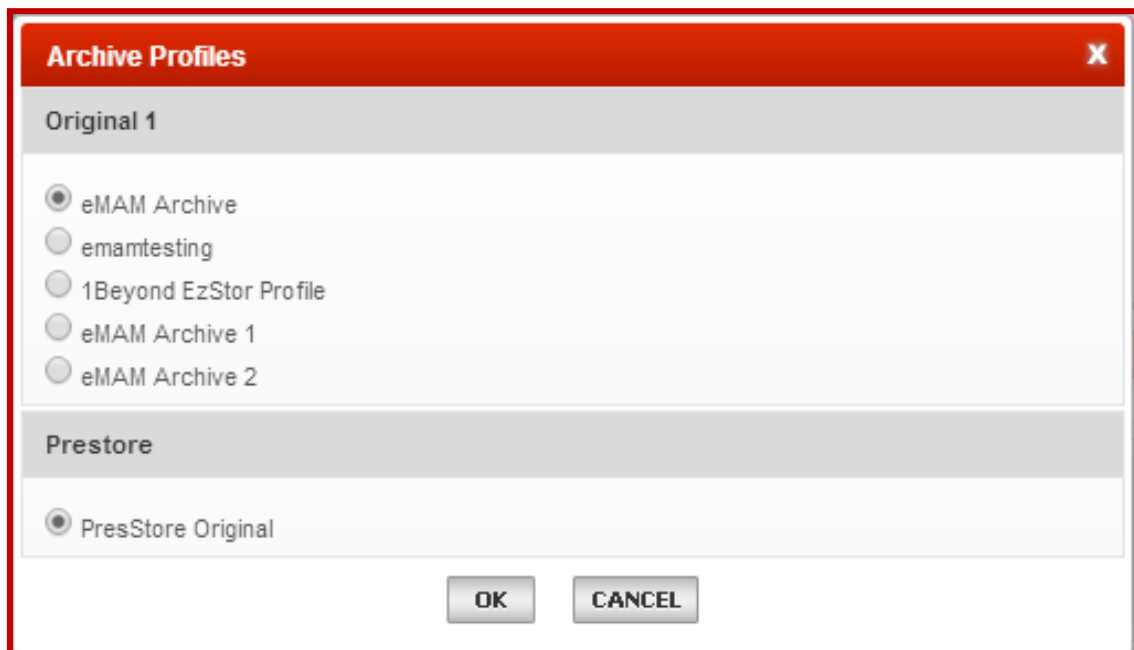 Archive Profiles X
Original 1
eMAM Archive
emamtesting
1Beyond EzStor Profile
eMAM Archive 1
eMAM Archive 2
Prestore
PresStore Original
OK CANCEL